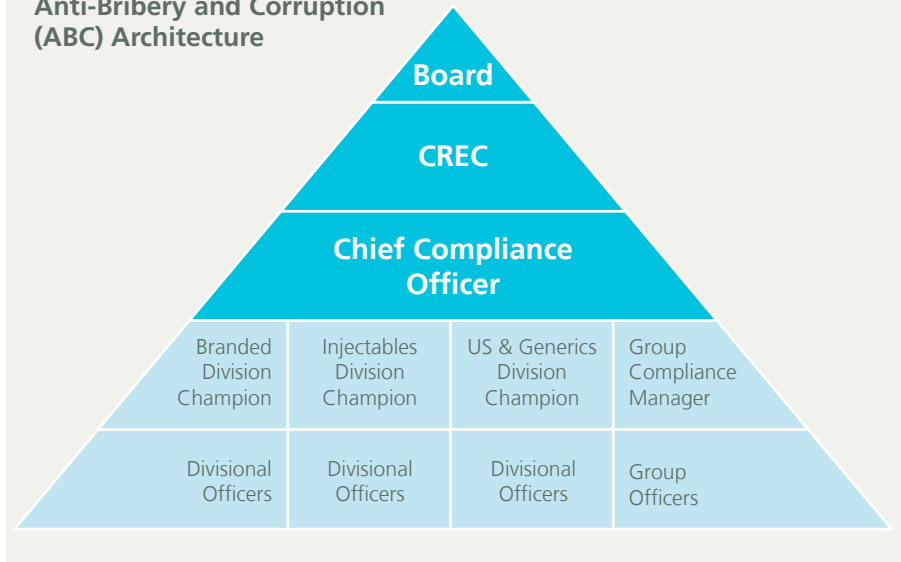 Anti-Bribery and Corruption
(ABC) Architecture
Board
CREC
Chief Compliance
Officer
Branded
Division
Champion
Injectables
Division
Champion
US & Generics
Division
Champion
Group
Compliance
Manager
Divisional
Officers
Divisional
Officers
Divisional
Officers
Group
Officers